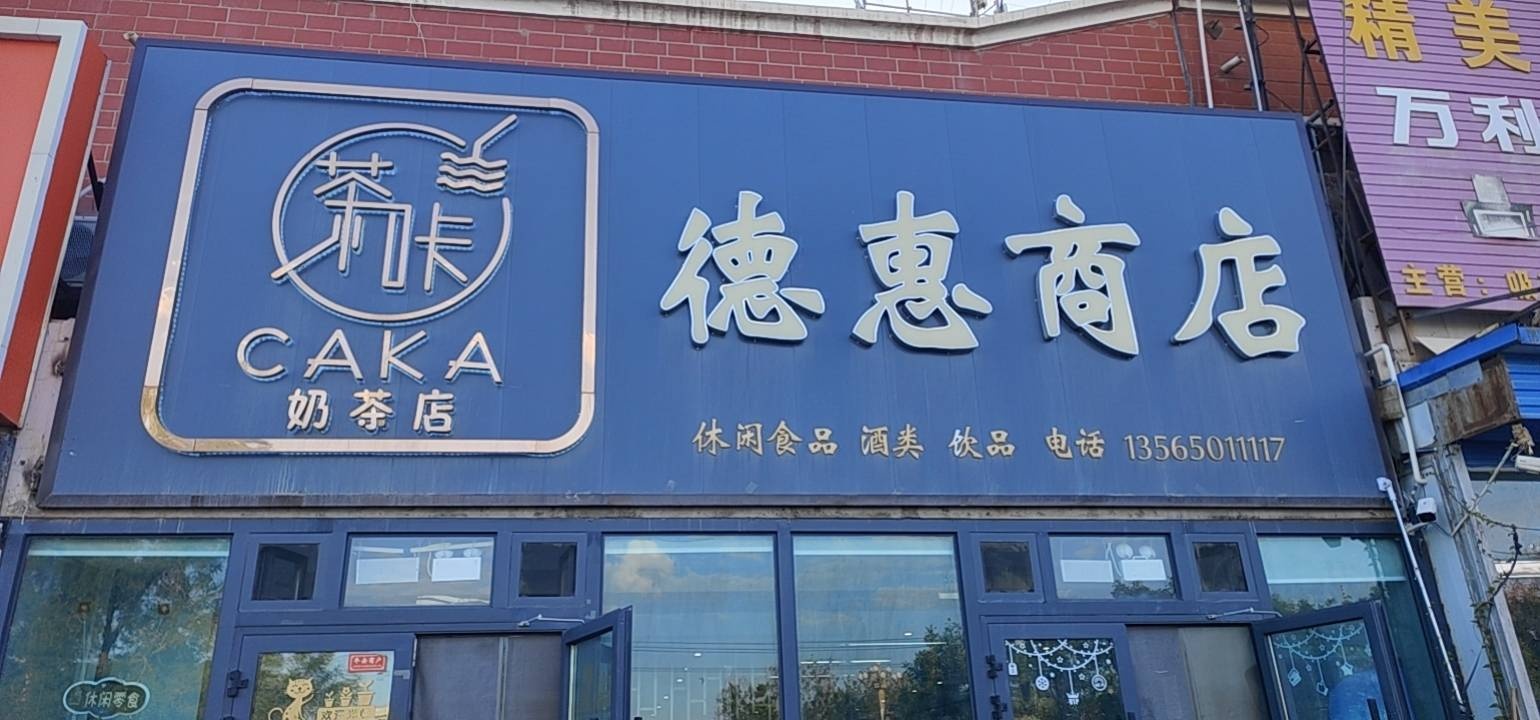 茶卡
CAKA
奶茶店
德惠商店
休闲食品 酒类 饮品 电话 13565011117
精美
万利
主营：
休闲零食